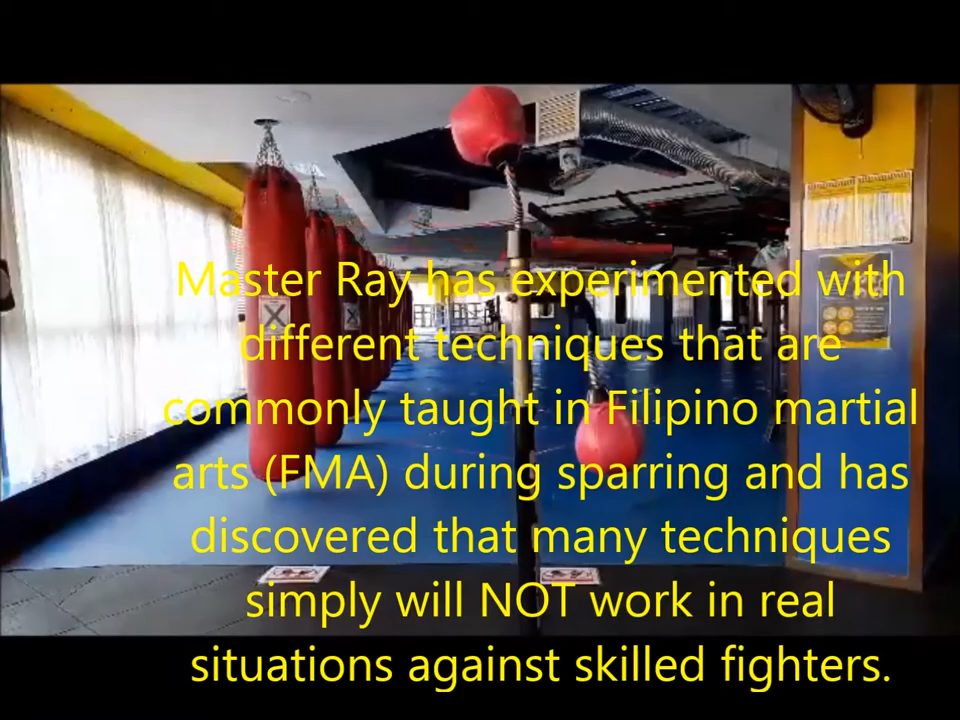 Master Ray has experimented with
different techniques that are
commonly taught in Filipino martial
arts (FMA) during sparring and has
discovered that many techniques
simply will NOT work in real
situations against skilled fighters.